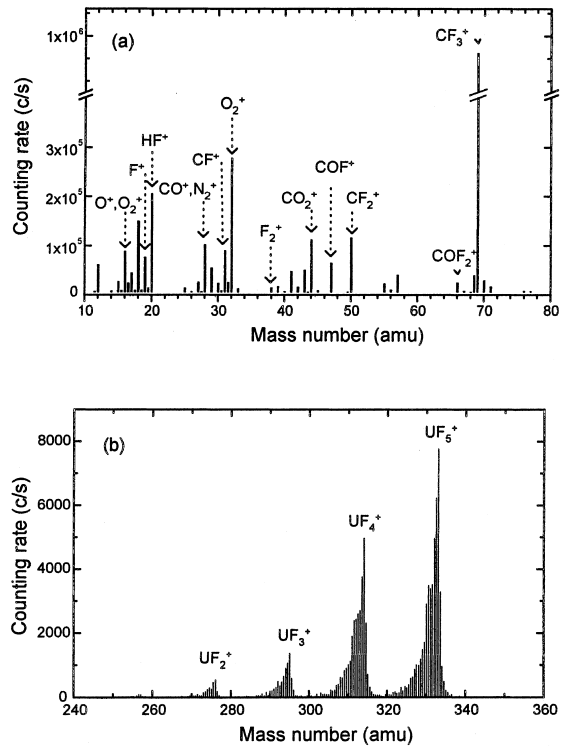 1x10⁶
(a)
CF₃⁺
O₂⁺
HF⁺
CF⁺
F⁺
CO⁺,N₂⁺
COF⁺
3x10⁵
2x10⁵
1x10⁵
0
O⁺,O₂⁺
F₂⁺
CO₂⁺
CF₂⁺
COF₂⁺
Counting rate (c/s)
10 20 30 40 50 60 70 80
Mass number (amu)
(b)
UF₅⁺
UF₄⁺
UF₃⁺
UF₂⁺
8000
6000
4000
2000
0
Counting rate (c/s)
240 260 280 300 320 340 360
Mass number (amu)